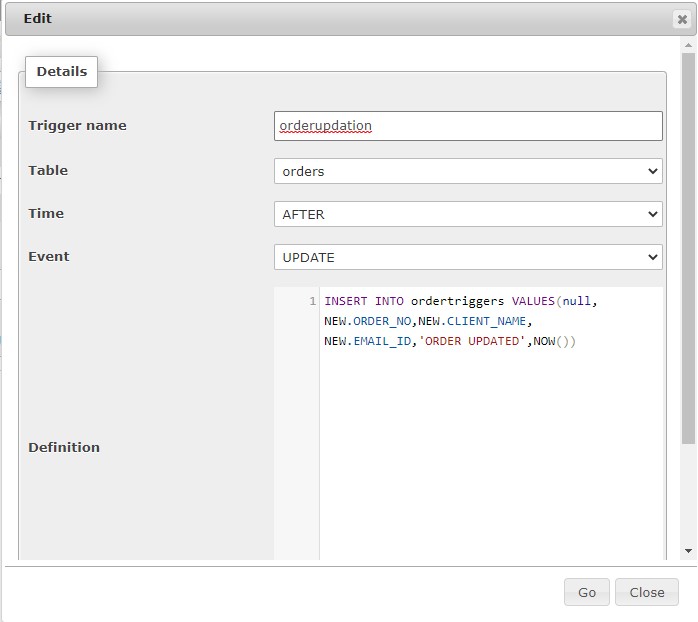 Edit
Details
Trigger name
orderupdation
Table
orders
Time
AFTER
Event
UPDATE
Definition
1
INSERT INTO ordertriggers VALUES(null,
NEW.ORDER_NO,NEW.CLIENT_NAME,
NEW.EMAIL_ID,'ORDER UPDATED',NOW())
Go
Close